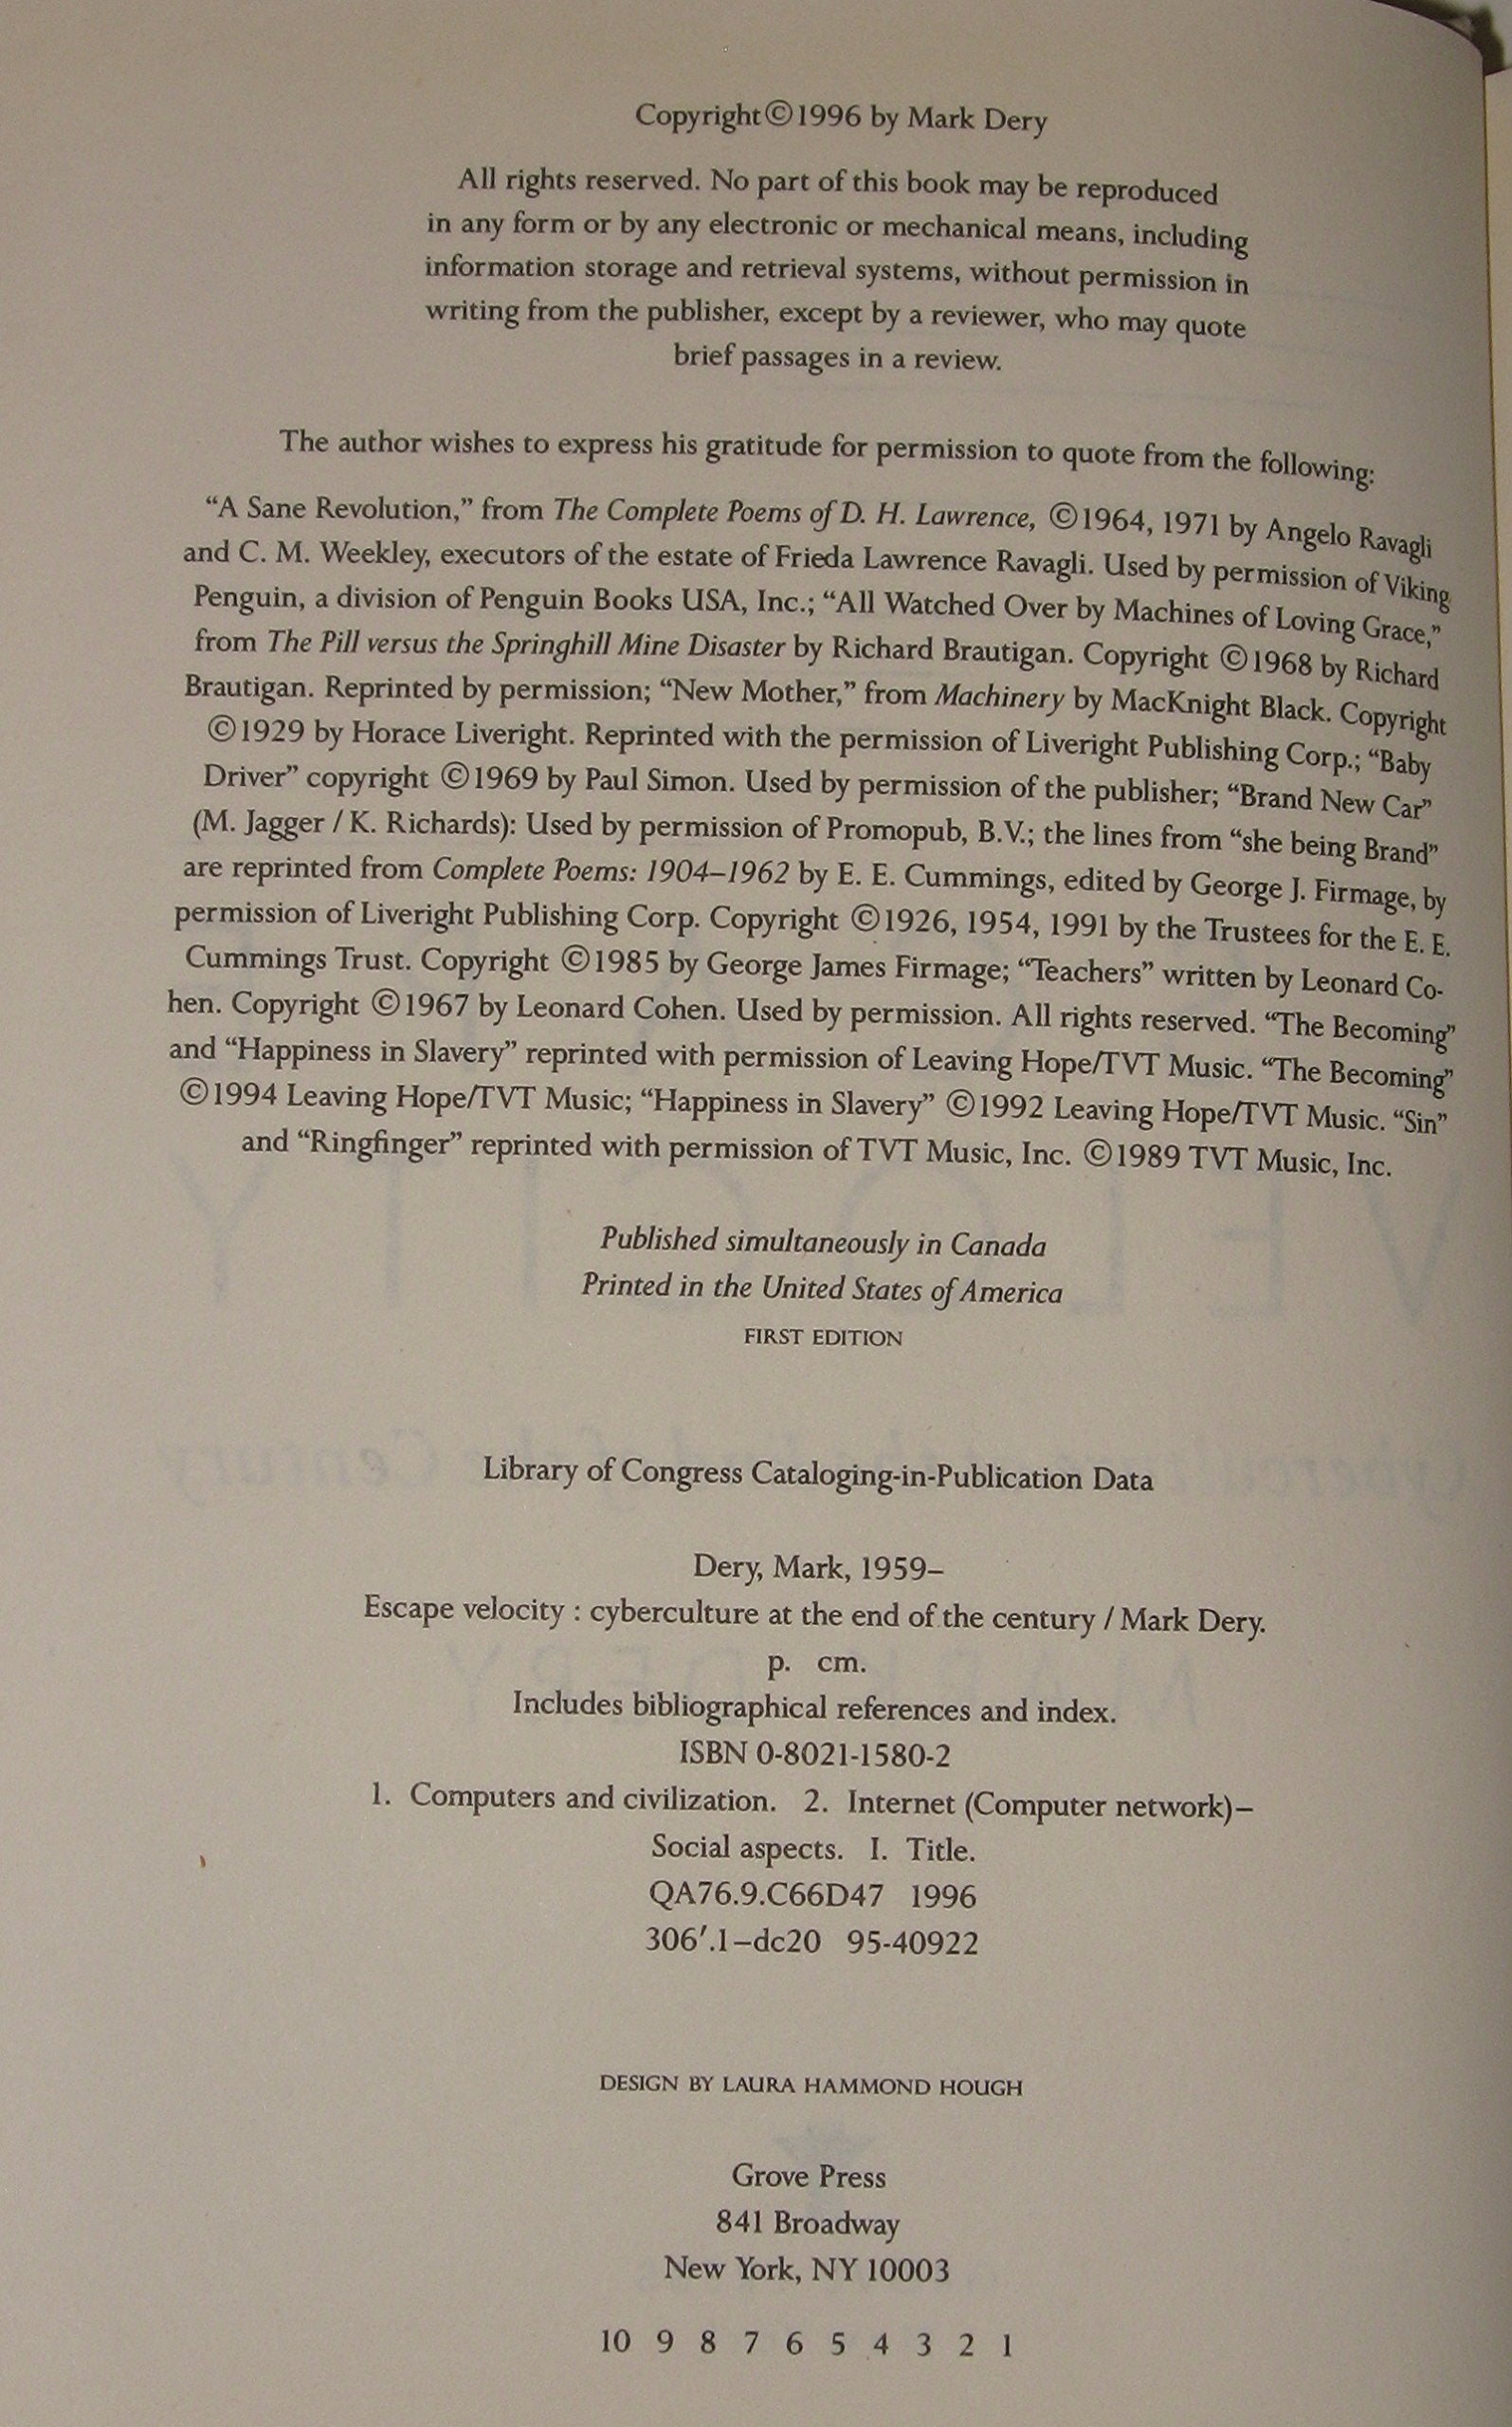 Copyright ©1996 by Mark Dery
All rights reserved. No part of this book may be reproduced
in any form or by any electronic or mechanical means, including
information storage and retrieval systems, without permission in
writing from the publisher, except by a reviewer, who may quote
brief passages in a review.
The author wishes to express his gratitude for permission to quote from the following:
“A Sane Revolution,” from The Complete Poems of D. H. Lawrence, ©1964, 1971 by Angelo Ravagli
and C. M. Weekley, executors of the estate of Frieda Lawrence Ravagli. Used by permission of Viking
Penguin, a division of Penguin Books USA, Inc.; “All Watched Over by Machines of Loving Grace,”
from The Pill versus the Springhill Mine Disaster by Richard Brautigan. Copyright ©1968 by Richard
Brautigan. Reprinted by permission; “New Mother,” from Machinery by MacKnight Black. Copyright
©1929 by Horace Liveright. Reprinted with the permission of Liveright Publishing Corp.; “Baby
Driver” copyright ©1969 by Paul Simon. Used by permission of the publisher; “Brand New Car”
(M. Jagger / K. Richards): Used by permission of Promopub, B.V.; the lines from “she being Brand”
are reprinted from Complete Poems: 1904–1962 by E. E. Cummings, edited by George J. Firmage, by
permission of Liveright Publishing Corp. Copyright ©1926, 1954, 1991 by the Trustees for the E. E.
Cummings Trust. Copyright ©1985 by George James Firmage; “Teachers” written by Leonard Co-
hen. Copyright ©1967 by Leonard Cohen. Used by permission. All rights reserved. “The Becoming”
and “Happiness in Slavery” reprinted with permission of Leaving Hope/TVT Music. “The Becoming”
©1994 Leaving Hope/TVT Music; “Happiness in Slavery” ©1992 Leaving Hope/TVT Music. “Sin”
and “Ringfinger” reprinted with permission of TVT Music, Inc. ©1989 TVT Music, Inc.
Published simultaneously in Canada
Printed in the United States of America
FIRST EDITION
Library of Congress Cataloging-in-Publication Data
Dery, Mark, 1959–
Escape velocity : cyberculture at the end of the century / Mark Dery.
p. cm.
Includes bibliographical references and index.
ISBN 0-8021-1580-2
1. Computers and civilization. 2. Internet (Computer network)–
Social aspects. I. Title.
QA76.9.C66D47 1996
306′.1–dc20 95-40922
DESIGN BY LAURA HAMMOND HOUGH
Grove Press
841 Broadway
New York, NY 10003
10 9 8 7 6 5 4 3 2 1